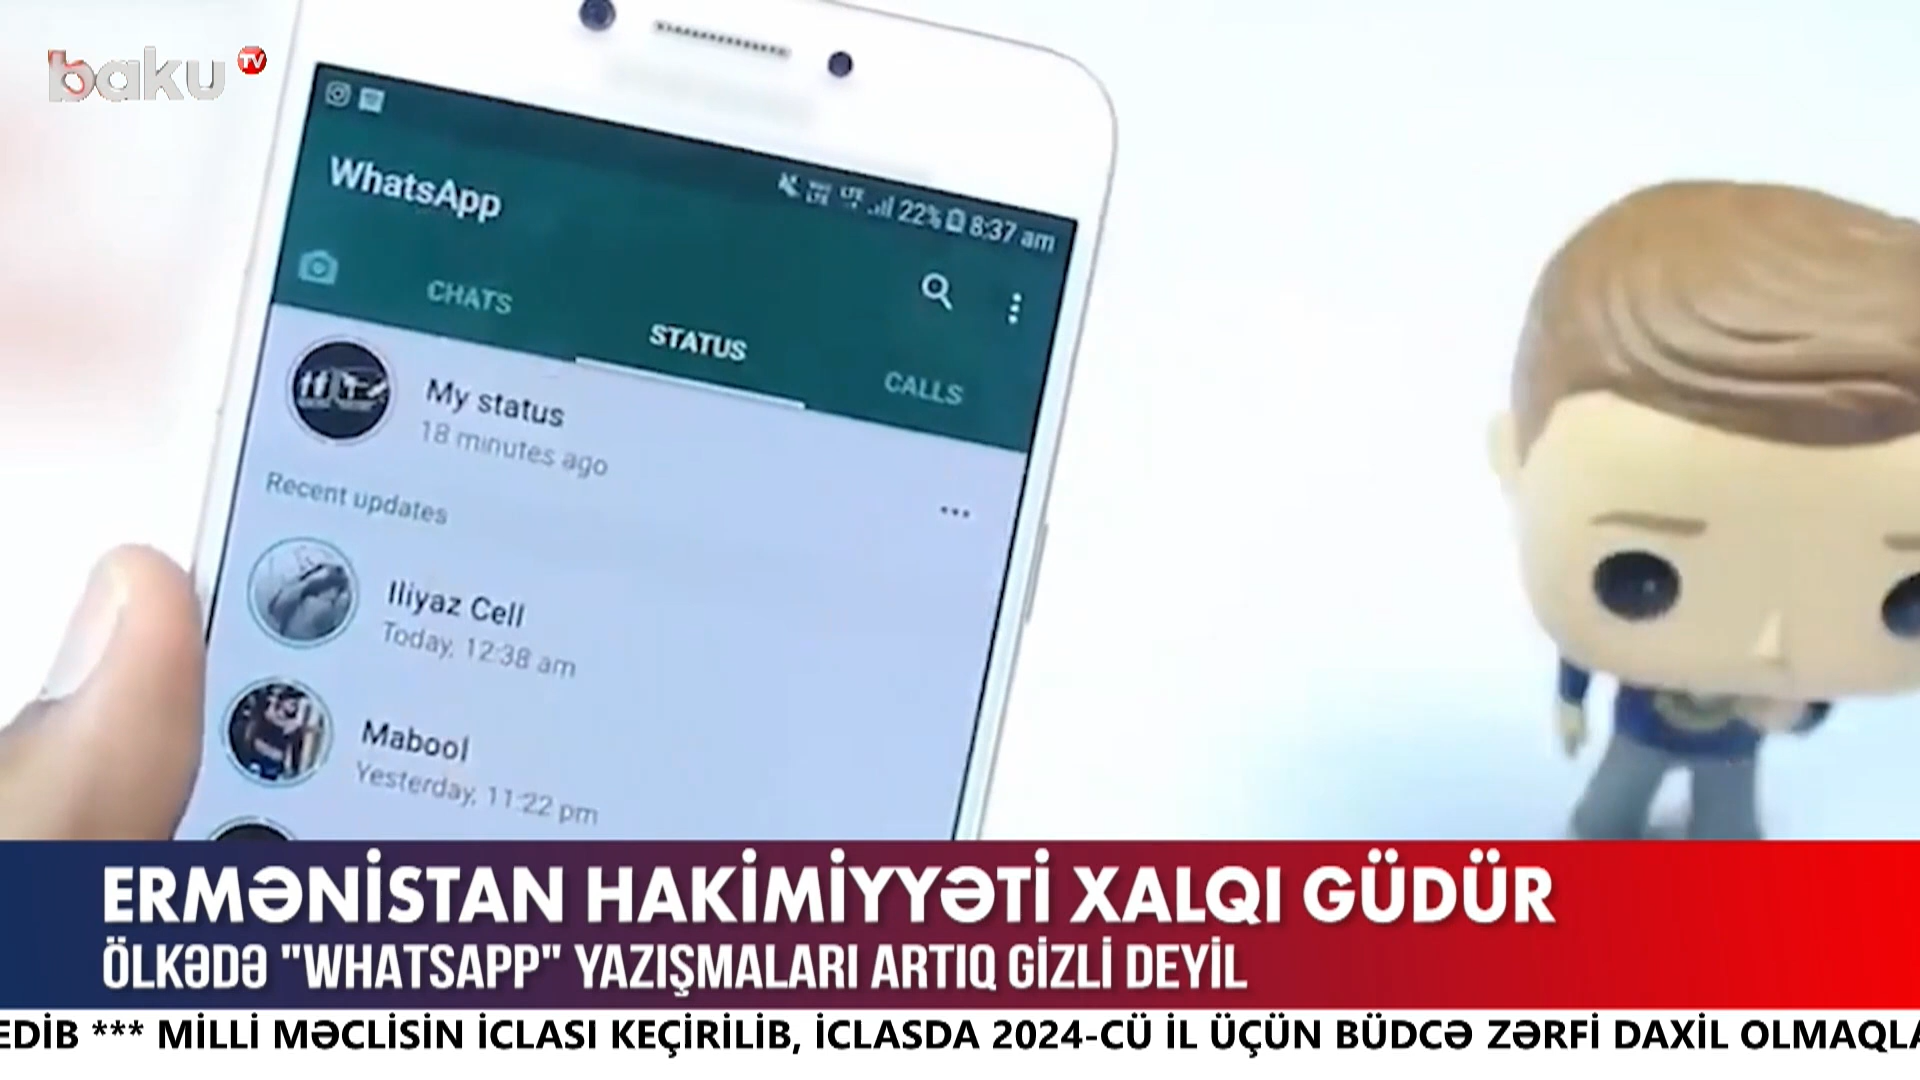 baku TV
22% 8:37 am
WhatsApp
CHATS
STATUS
CALLS
My status
18 minutes ago
Recent updates
Iliyaz Cell
Today, 12:38 am
Mabool
Yesterday, 11:22 pm
ERMƏNİSTAN HAKİMİYYƏTİ XALQI GÜDÜR
ÖLKƏDƏ "WHATSAPP" YAZIŞMALARI ARTIQ GİZLİ DEYİL
EDİB *** MİLLİ MƏCLİSİN İCLASI KEÇİRİLİB, İCLASDA 2024-CÜ İL ÜÇÜN BÜDCƏ ZƏRFİ DAXİL OLMAQLA